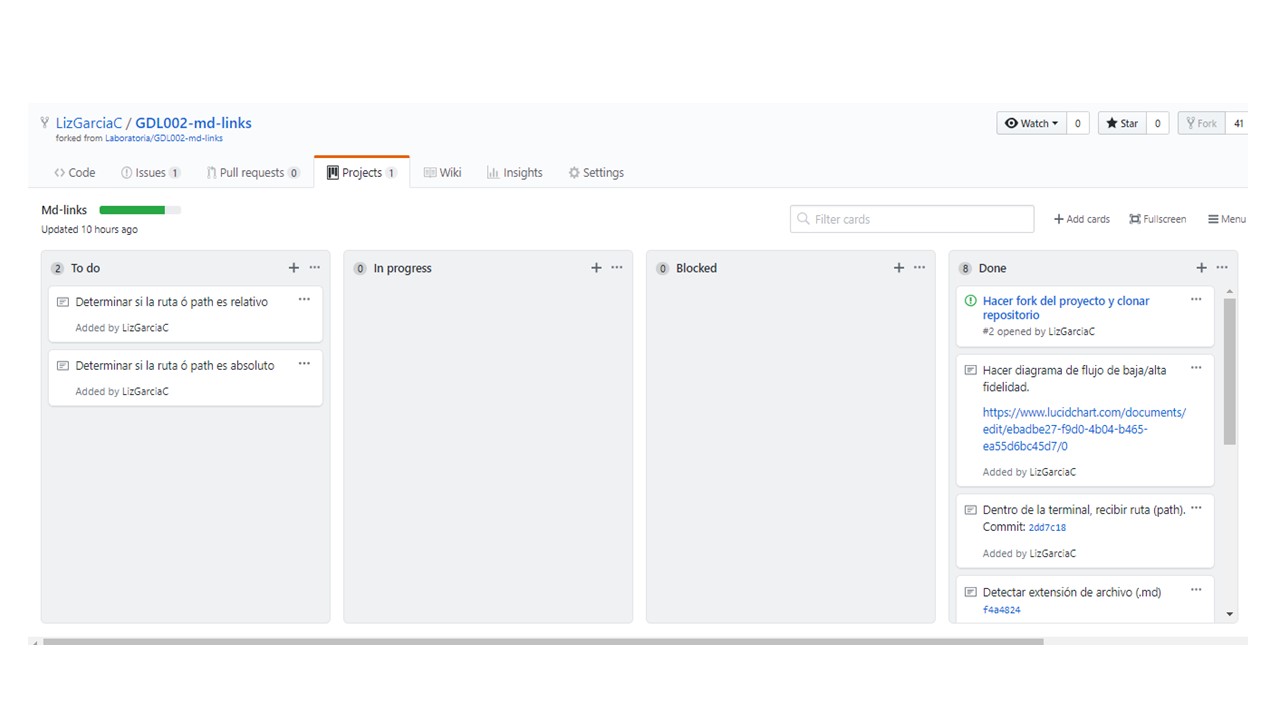 LizGarciaC / GDL002-md-links
forked from Laboratoria/GDL002-md-links
Watch 0 Star 0 Fork 41
Code Issues 1 Pull requests 0 Projects 1 Wiki Insights Settings
Md-links
Updated 10 hours ago
Filter cards
+ Add cards Fullscreen Menu
2 To do
Determinar si la ruta ó path es relativo
Added by LizGarciaC
Determinar si la ruta ó path es absoluto
Added by LizGarciaC
0 In progress
0 Blocked
8 Done
Hacer fork del proyecto y clonar
repositorio
#2 opened by LizGarciaC
Hacer diagrama de flujo de baja/alta
fidelidad.
https://www.lucidchart.com/documents/
edit/ebadbe27-f9d0-4b04-b465-
ea55d6bc45d7/0
Added by LizGarciaC
Dentro de la terminal, recibir ruta (path).
Commit: 2dd7c18
Added by LizGarciaC
Detectar extensión de archivo (.md)
f4a4824